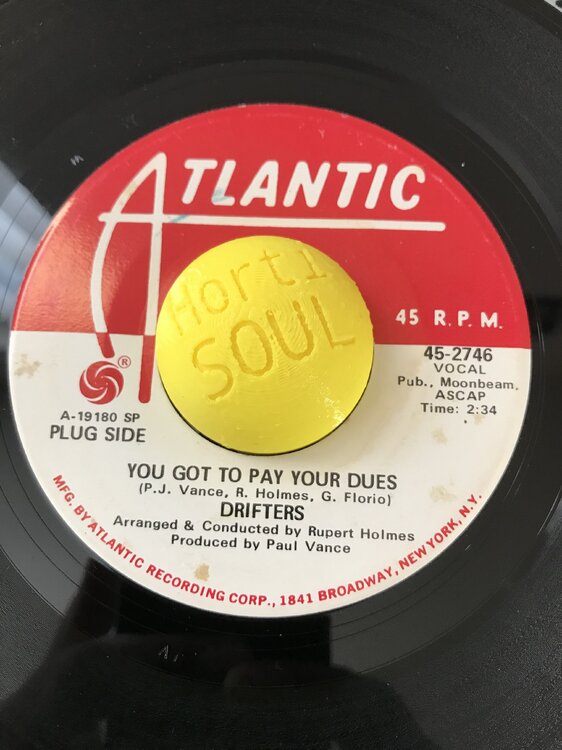 ATLANTIC
Horti
SOUL
45 R.P.M.
®
45-2746
VOCAL
Pub., Moonbeam,
ASCAP
Time: 2:34
A-19180 SP
PLUG SIDE
YOU GOT TO PAY YOUR DUES
(P.J. Vance, R. Holmes, G. Florio)
DRIFTERS
Arranged & Conducted by Rupert Holmes
Produced by Paul Vance
MFG. BY ATLANTIC RECORDING CORP., 1841 BROADWAY, NEW YORK, N.Y.